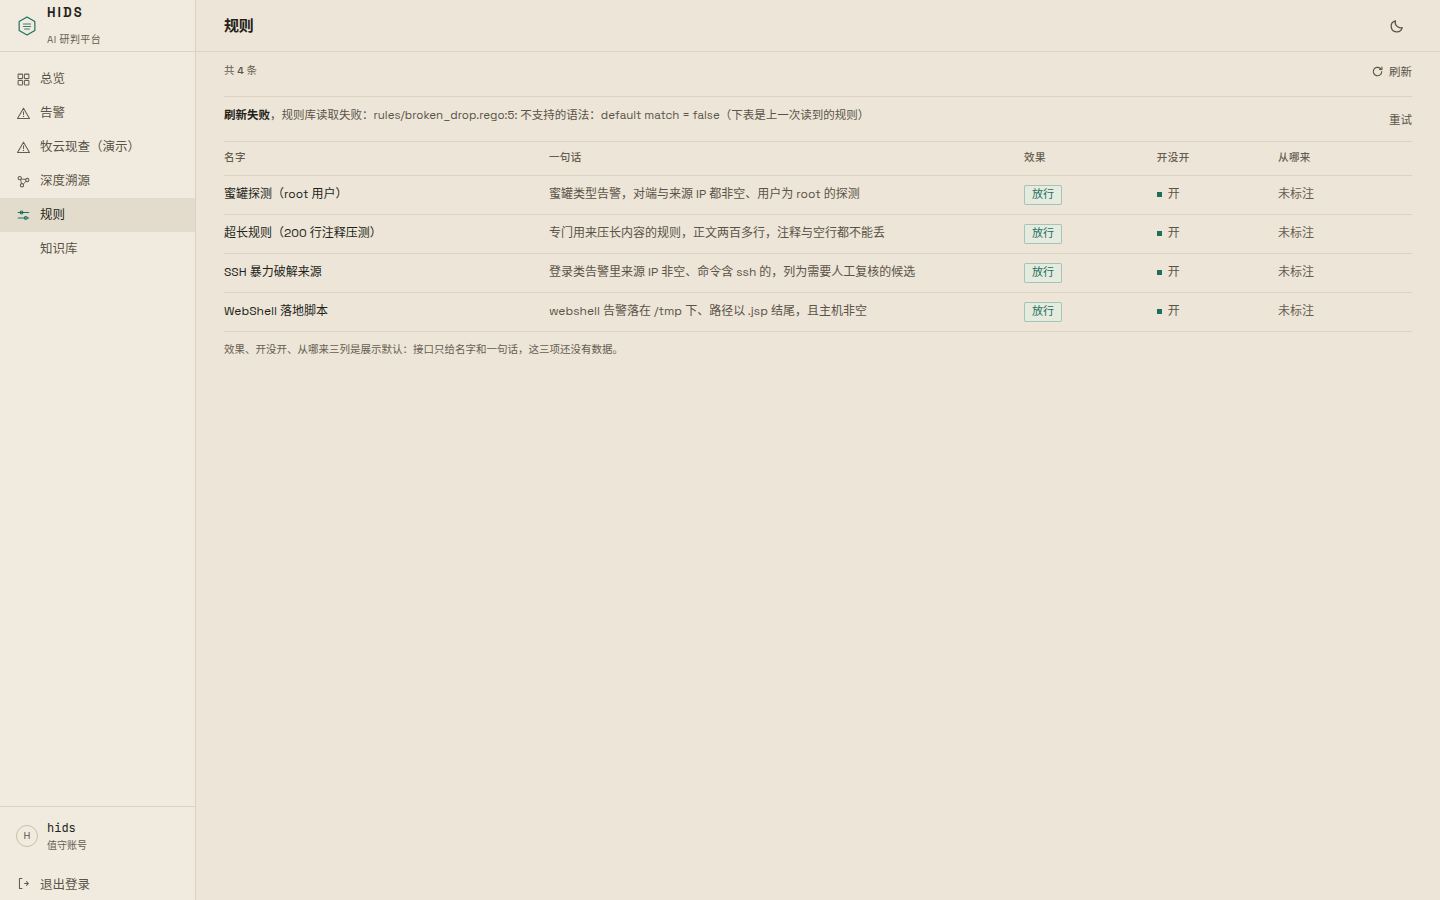 HIDS
AI 研判平台
总览
告警
牧云现查（演示）
深度溯源
规则
知识库
H
hids
值守账号
退出登录
规则
共 4 条
刷新
刷新失败，规则库读取失败：rules/broken_drop.rego:5: 不支持的语法：default match = false（下表是上一次读到的规则）
重试
名字 一句话 效果 开没开 从哪来
蜜罐探测（root 用户） 蜜罐类型告警，对端与来源 IP 都非空、用户为 root 的探测 放行 开 未标注
超长规则（200 行注释压测） 专门用来压长内容的规则，正文两百多行，注释与空行都不能丢 放行 开 未标注
SSH 暴力破解来源 登录类告警里来源 IP 非空、命令含 ssh 的，列为需要人工复核的候选 放行 开 未标注
WebShell 落地脚本 webshell 告警落在 /tmp 下、路径以 .jsp 结尾，且主机非空 放行 开 未标注
效果、开没开、从哪来三列是展示默认：接口只给名字和一句话，这三项还没有数据。